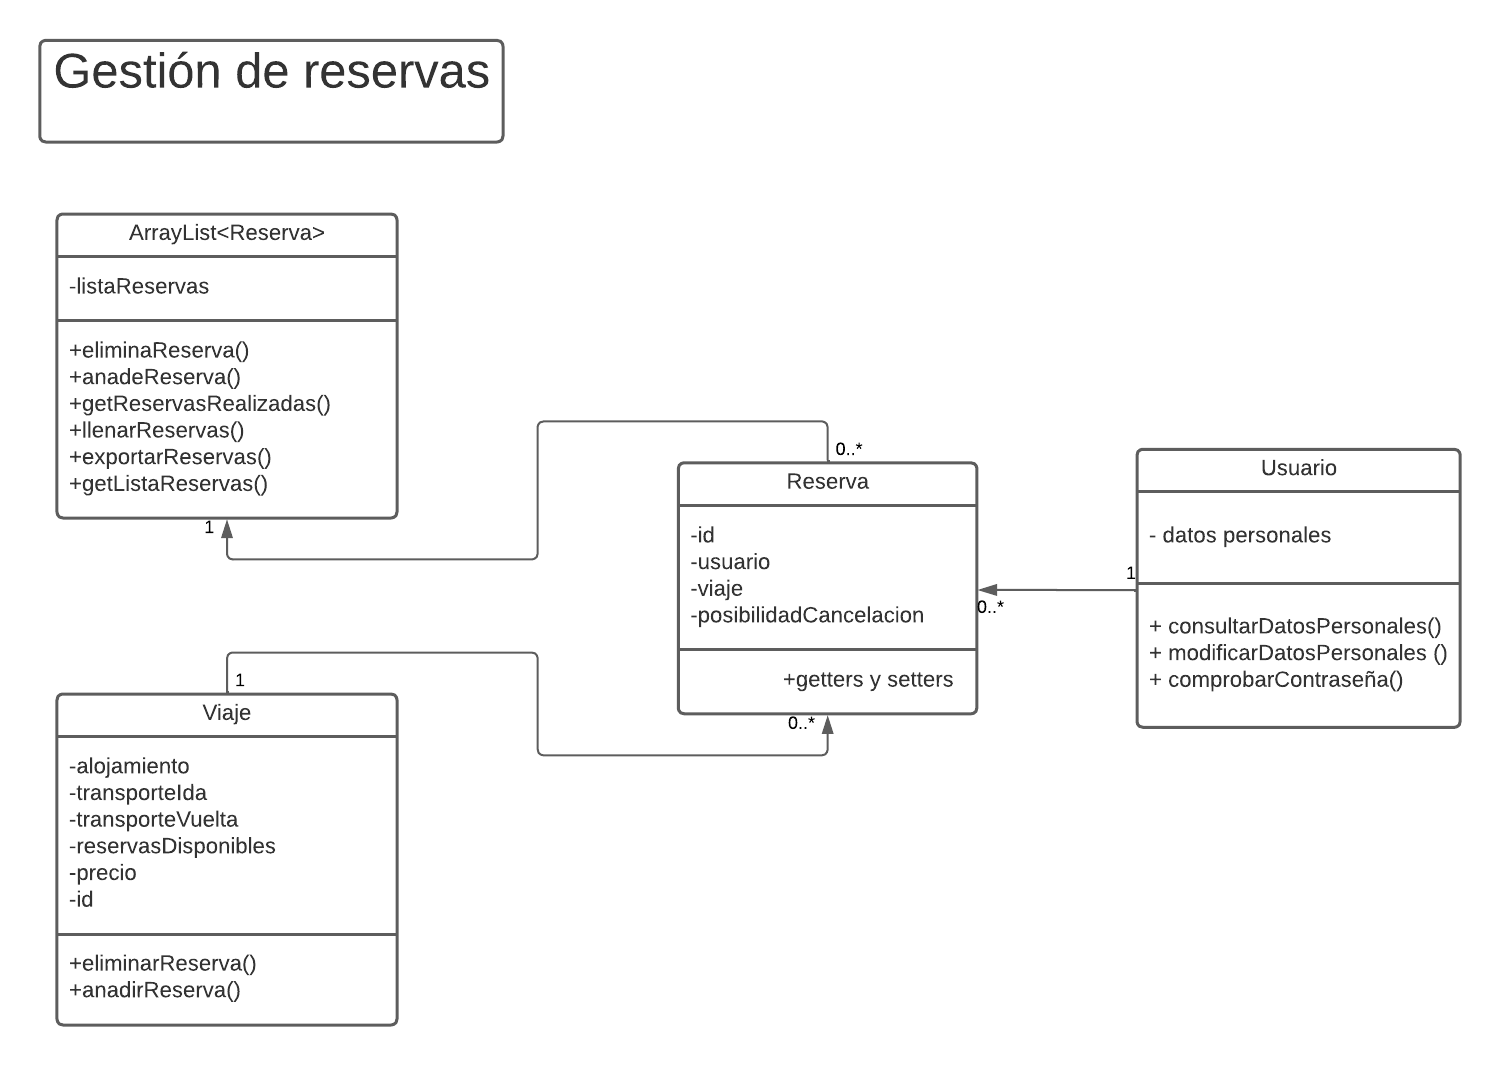 Gestión de reservas
ArrayList<Reserva>
-listaReservas
+eliminaReserva()
+anadeReserva()
+getReservasRealizadas()
+llenarReservas()
+exportarReservas()
+getListaReservas()
1
0..*
Reserva
-id
-usuario
-viaje
-posibilidadCancelacion
+getters y setters
0..*
0..*
1
Usuario
- datos personales
+ consultarDatosPersonales()
+ modificarDatosPersonales ()
+ comprobarContraseña()
1
Viaje
-alojamiento
-transporteIda
-transporteVuelta
-reservasDisponibles
-precio
-id
+eliminarReserva()
+anadirReserva()